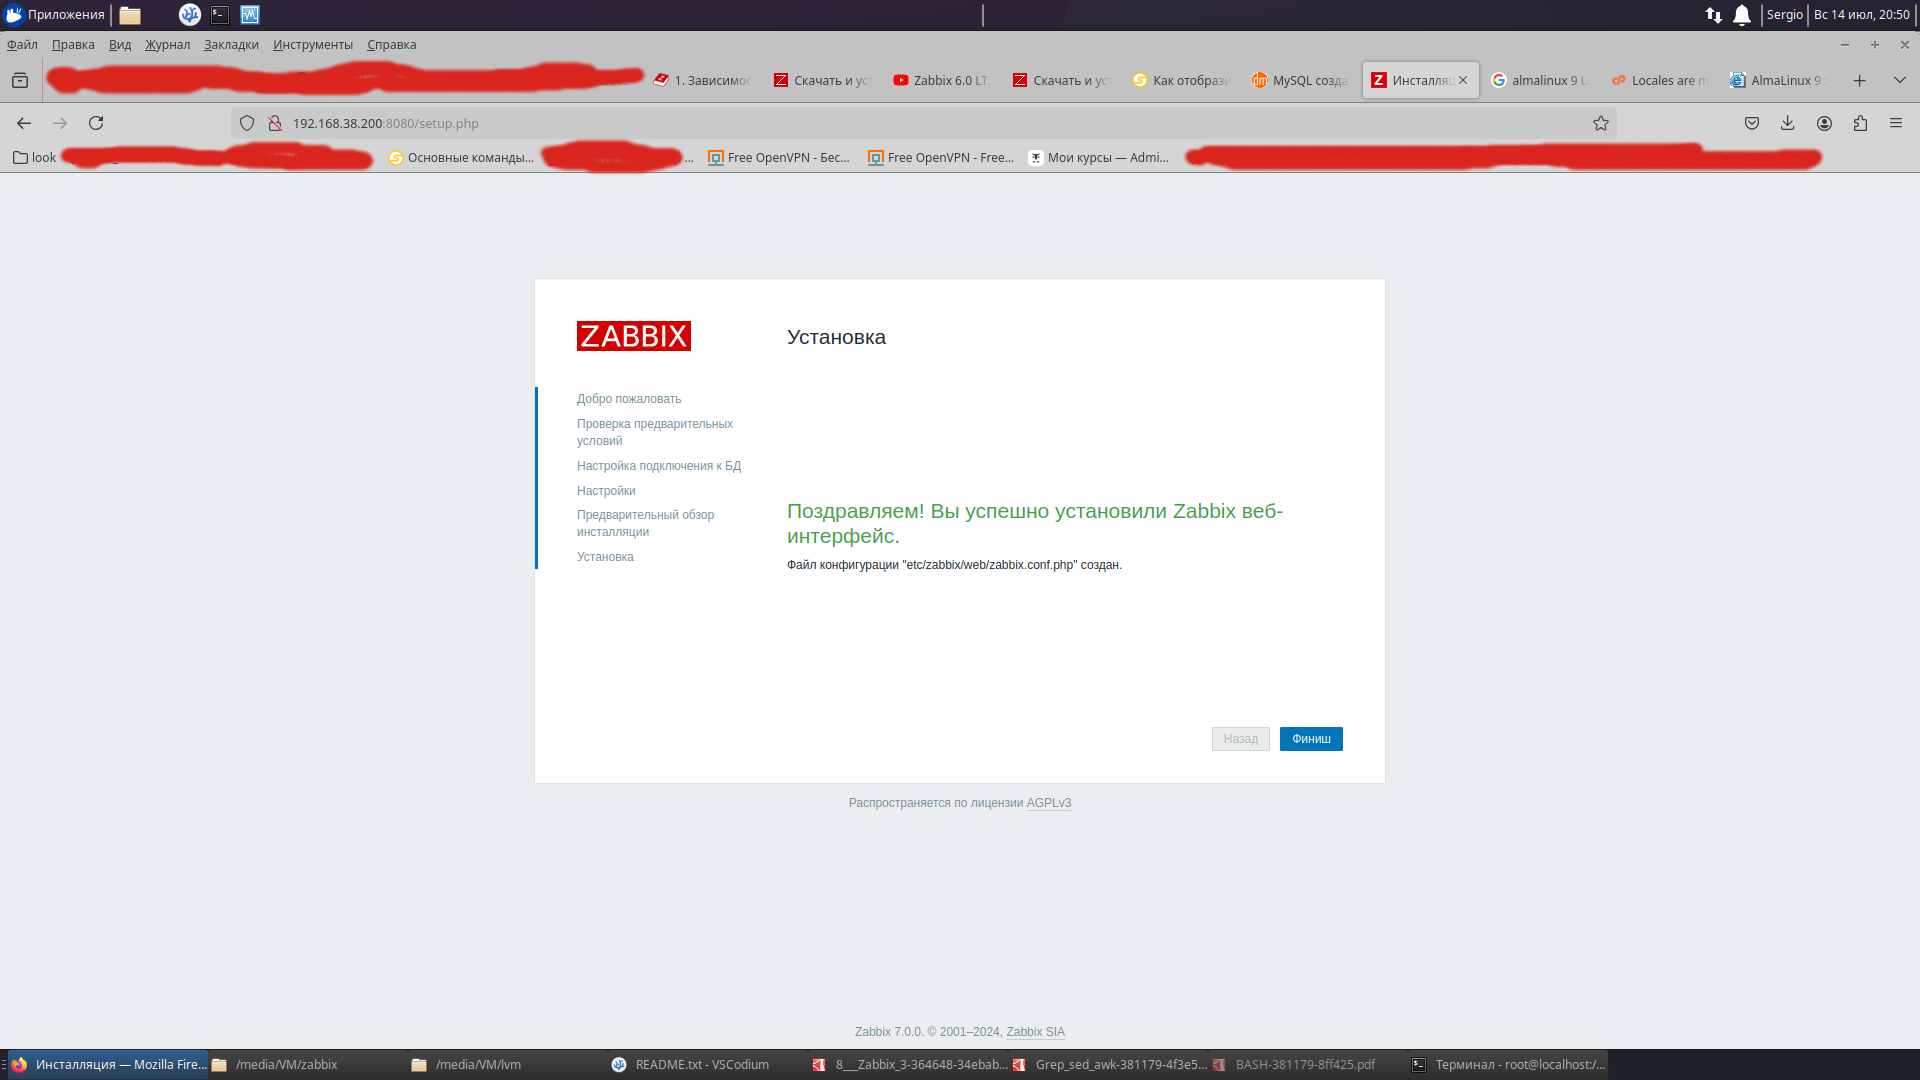 Приложения
Sergio
Вс 14 июл, 20:50
Файл Правка Вид Журнал Закладки Инструменты Справка
1. Зависимос
Скачать и ус
Zabbix 6.0 LT
Скачать и ус
Как отобрази
MySQL созда
Инсталляц
almalinux 9 L
Locales are m
AlmaLinux 9
192.168.38.200:8080/setup.php
look
Основные команды...
...
Free OpenVPN - Бес...
Free OpenVPN - Free...
Мои курсы — Admi...
ZABBIX
Установка
Добро пожаловать
Проверка предварительных
условий
Настройка подключения к БД
Настройки
Предварительный обзор
инсталляции
Установка
Поздравляем! Вы успешно установили Zabbix веб-
интерфейс.
Файл конфигурации "etc/zabbix/web/zabbix.conf.php" создан.
Назад
Финиш
Распространяется по лицензии AGPLv3
Zabbix 7.0.0. © 2001–2024, Zabbix SIA
Инсталляция — Mozilla Fire...
/media/VM/zabbix
/media/VM/lvm
README.txt - VSCodium
8___Zabbix_3-364648-34ebab...
Grep_sed_awk-381179-4f3e5...
BASH-381179-8ff425.pdf
Терминал - root@localhost:/...